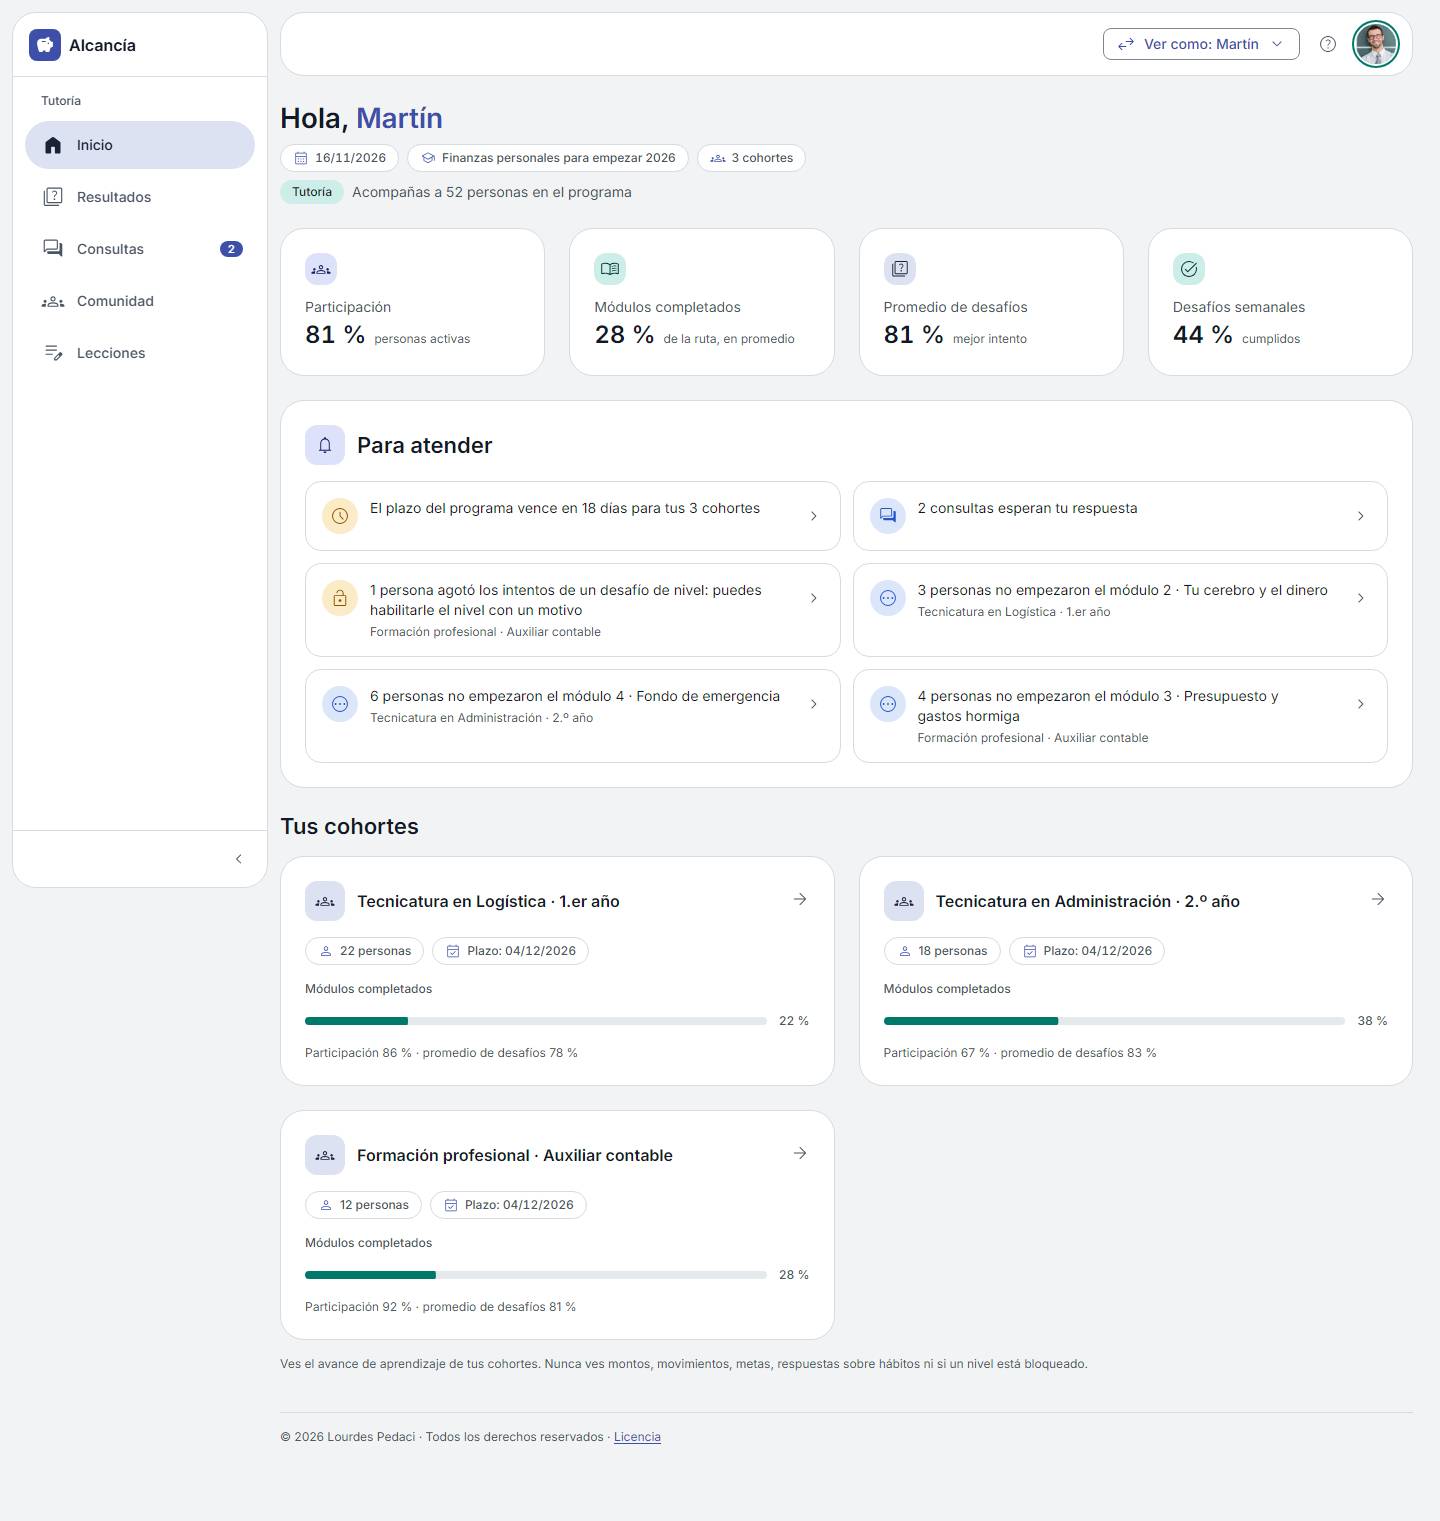 Alcancía
Ver como: Martín
Tutoría
Inicio
Resultados
Consultas 2
Comunidad
Lecciones
Hola, Martín
16/11/2026
Finanzas personales para empezar 2026
3 cohortes
Tutoría Acompañas a 52 personas en el programa
Participación
81 % personas activas
Módulos completados
28 % de la ruta, en promedio
Promedio de desafíos
81 % mejor intento
Desafíos semanales
44 % cumplidos
Para atender
El plazo del programa vence en 18 días para tus 3 cohortes
2 consultas esperan tu respuesta
1 persona agotó los intentos de un desafío de nivel: puedes
habilitarle el nivel con un motivo
Formación profesional · Auxiliar contable
3 personas no empezaron el módulo 2 · Tu cerebro y el dinero
Tecnicatura en Logística · 1.er año
6 personas no empezaron el módulo 4 · Fondo de emergencia
Tecnicatura en Administración · 2.º año
4 personas no empezaron el módulo 3 · Presupuesto y
gastos hormiga
Formación profesional · Auxiliar contable
Tus cohortes
Tecnicatura en Logística · 1.er año
22 personas
Plazo: 04/12/2026
Módulos completados
22 %
Participación 86 % · promedio de desafíos 78 %
Tecnicatura en Administración · 2.º año
18 personas
Plazo: 04/12/2026
Módulos completados
38 %
Participación 67 % · promedio de desafíos 83 %
Formación profesional · Auxiliar contable
12 personas
Plazo: 04/12/2026
Módulos completados
28 %
Participación 92 % · promedio de desafíos 81 %
Ves el avance de aprendizaje de tus cohortes. Nunca ves montos, movimientos, metas, respuestas sobre hábitos ni si un nivel está bloqueado.
© 2026 Lourdes Pedaci · Todos los derechos reservados · Licencia